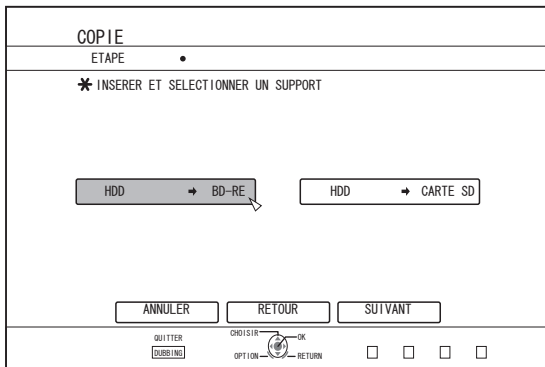 COPIE
ETAPE ●
✱ INSERER ET SELECTIONNER UN SUPPORT
HDD ➡ BD-RE
HDD ➡ CARTE SD
ANNULER RETOUR SUIVANT
QUITTER
DUBBING
CHOISIR OK
OPTION RETURN